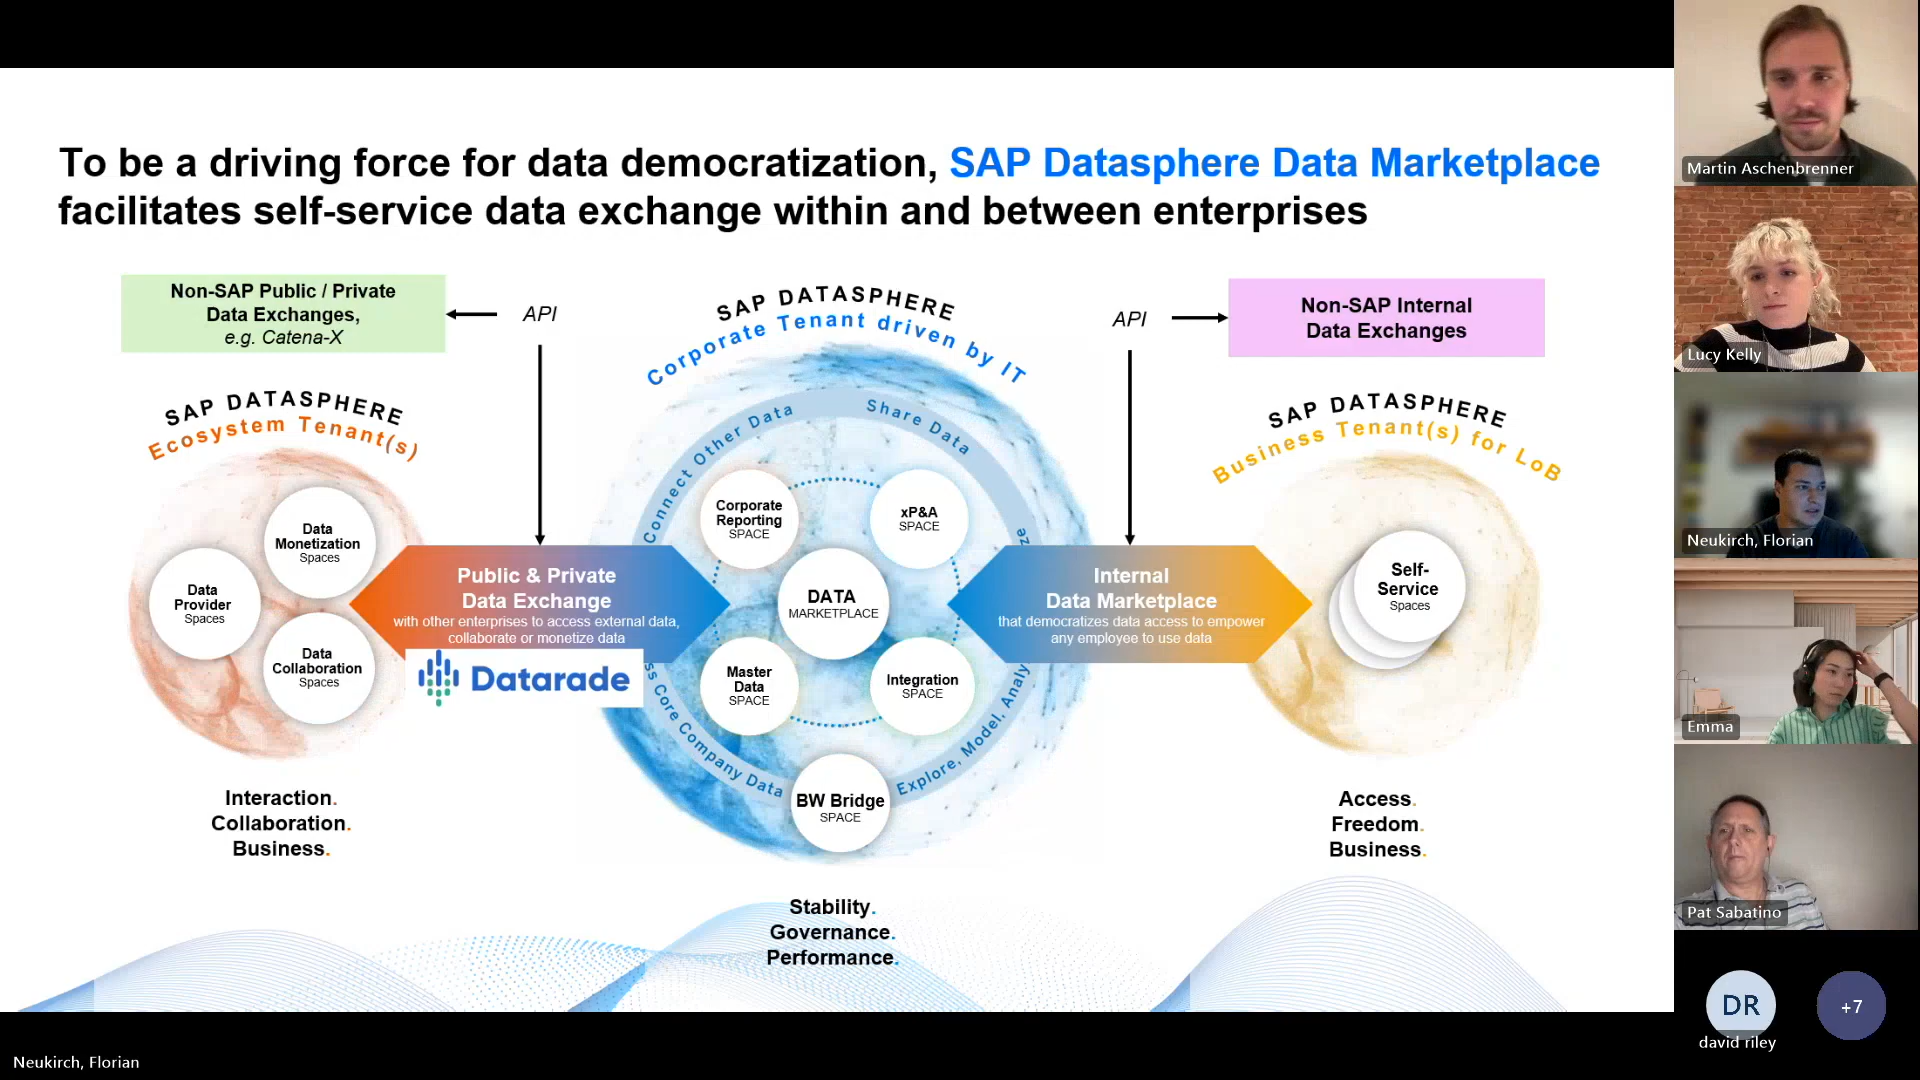 To be a driving force for data democratization, SAP Datasphere Data Marketplace
facilitates self-service data exchange within and between enterprises
Non-SAP Public / Private
Data Exchanges,
e.g. Catena-X
API
SAP DATASPHERE
Corporate Tenant driven by IT
API
Non-SAP Internal
Data Exchanges
SAP DATASPHERE
Ecosystem Tenant(s)
SAP DATASPHERE
Business Tenant(s) for LoB
Connect Other Data
Share Data
Data
Monetization
Spaces
Data
Provider
Spaces
Data
Collaboration
Spaces
Public & Private
Data Exchange
with other enterprises to access external data,
collaborate or monetize data
Datarade
Corporate
Reporting
SPACE
xP&A
SPACE
DATA
MARKETPLACE
Master
Data
SPACE
Integration
SPACE
BW Bridge
SPACE
Core Company Data
Explore, Model,
Internal
Data Marketplace
that democratizes data access to empower
any employee to use data
Self-
Service
Spaces
Interaction.
Collaboration.
Business.
Stability.
Governance.
Performance.
Access.
Freedom.
Business.
Martin Aschenbrenner
Lucy Kelly
Neukirch, Florian
Emma
Pat Sabatino
DR
david riley
+7
Neukirch, Florian